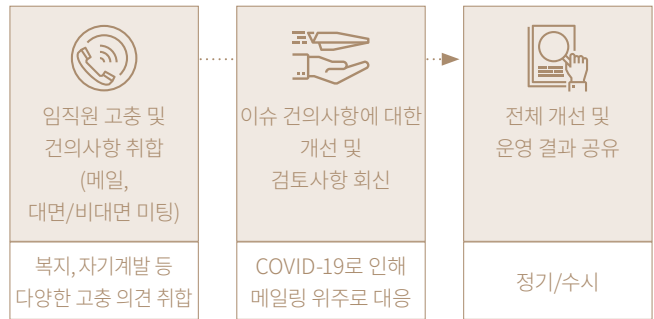 임직원 고충 및
건의사항 취합
(메일,
대면/비대면 미팅)
복지, 자기계발 등
다양한 고충 의견 취합
이슈 건의사항에 대한
개선 및
검토사항 회신
COVID-19로 인해
메일링 위주로 대응
전체 개선 및
운영 결과 공유
정기/수시